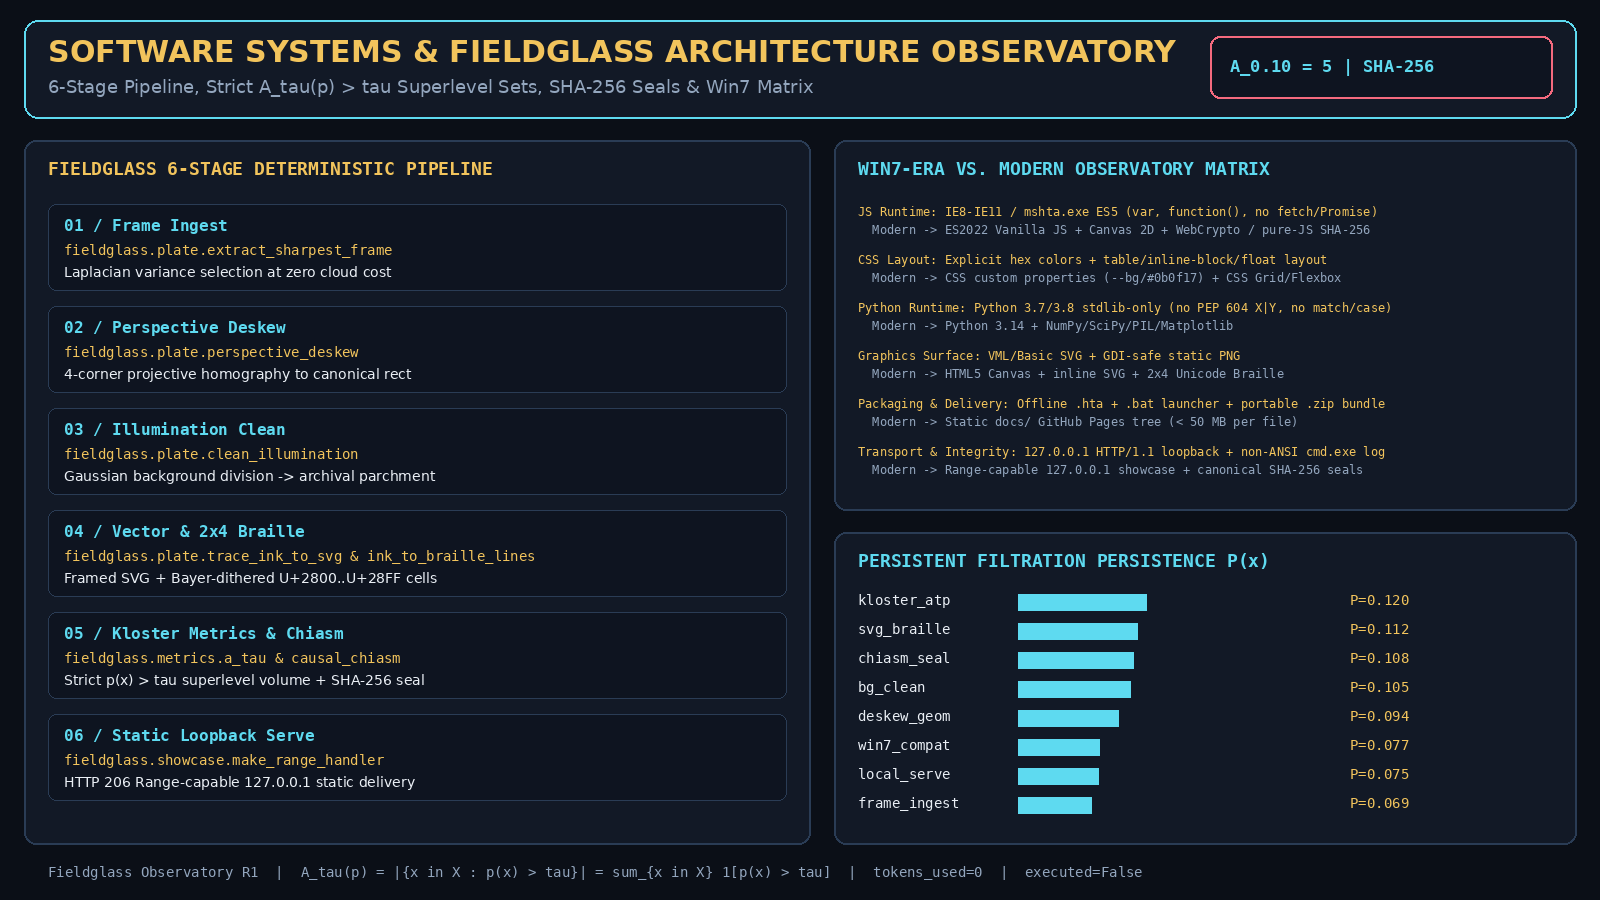 SOFTWARE SYSTEMS & FIELDGLASS ARCHITECTURE OBSERVATORY
6-Stage Pipeline, Strict A_tau(p) > tau Superlevel Sets, SHA-256 Seals & Win7 Matrix
A_0.10 = 5 | SHA-256
FIELDGLASS 6-STAGE DETERMINISTIC PIPELINE
01 / Frame Ingest
fieldglass.plate.extract_sharpest_frame
Laplacian variance selection at zero cloud cost
02 / Perspective Deskew
fieldglass.plate.perspective_deskew
4-corner projective homography to canonical rect
03 / Illumination Clean
fieldglass.plate.clean_illumination
Gaussian background division -> archival parchment
04 / Vector & 2x4 Braille
fieldglass.plate.trace_ink_to_svg & ink_to_braille_lines
Framed SVG + Bayer-dithered U+2800..U+28FF cells
05 / Kloster Metrics & Chiasm
fieldglass.metrics.a_tau & causal_chiasm
Strict p(x) > tau superlevel volume + SHA-256 seal
06 / Static Loopback Serve
fieldglass.showcase.make_range_handler
HTTP 206 Range-capable 127.0.0.1 static delivery
WIN7-ERA VS. MODERN OBSERVATORY MATRIX
JS Runtime: IE8-IE11 / mshta.exe ES5 (var, function(), no fetch/Promise)
Modern -> ES2022 Vanilla JS + Canvas 2D + WebCrypto / pure-JS SHA-256
CSS Layout: Explicit hex colors + table/inline-block/float layout
Modern -> CSS custom properties (--bg/#0b0f17) + CSS Grid/Flexbox
Python Runtime: Python 3.7/3.8 stdlib-only (no PEP 604 X|Y, no match/case)
Modern -> Python 3.14 + NumPy/SciPy/PIL/Matplotlib
Graphics Surface: VML/Basic SVG + GDI-safe static PNG
Modern -> HTML5 Canvas + inline SVG + 2x4 Unicode Braille
Packaging & Delivery: Offline .hta + .bat launcher + portable .zip bundle
Modern -> Static docs/ GitHub Pages tree (< 50 MB per file)
Transport & Integrity: 127.0.0.1 HTTP/1.1 loopback + non-ANSI cmd.exe log
Modern -> Range-capable 127.0.0.1 showcase + canonical SHA-256 seals
PERSISTENT FILTRATION PERSISTENCE P(x)
kloster_atp P=0.120
svg_braille P=0.112
chiasm_seal P=0.108
bg_clean P=0.105
deskew_geom P=0.094
win7_compat P=0.077
local_serve P=0.075
frame_ingest P=0.069
Fieldglass Observatory R1 | A_tau(p) = |{x in X : p(x) > tau}| = sum_{x in X} 1[p(x) > tau] | tokens_used=0 | executed=False